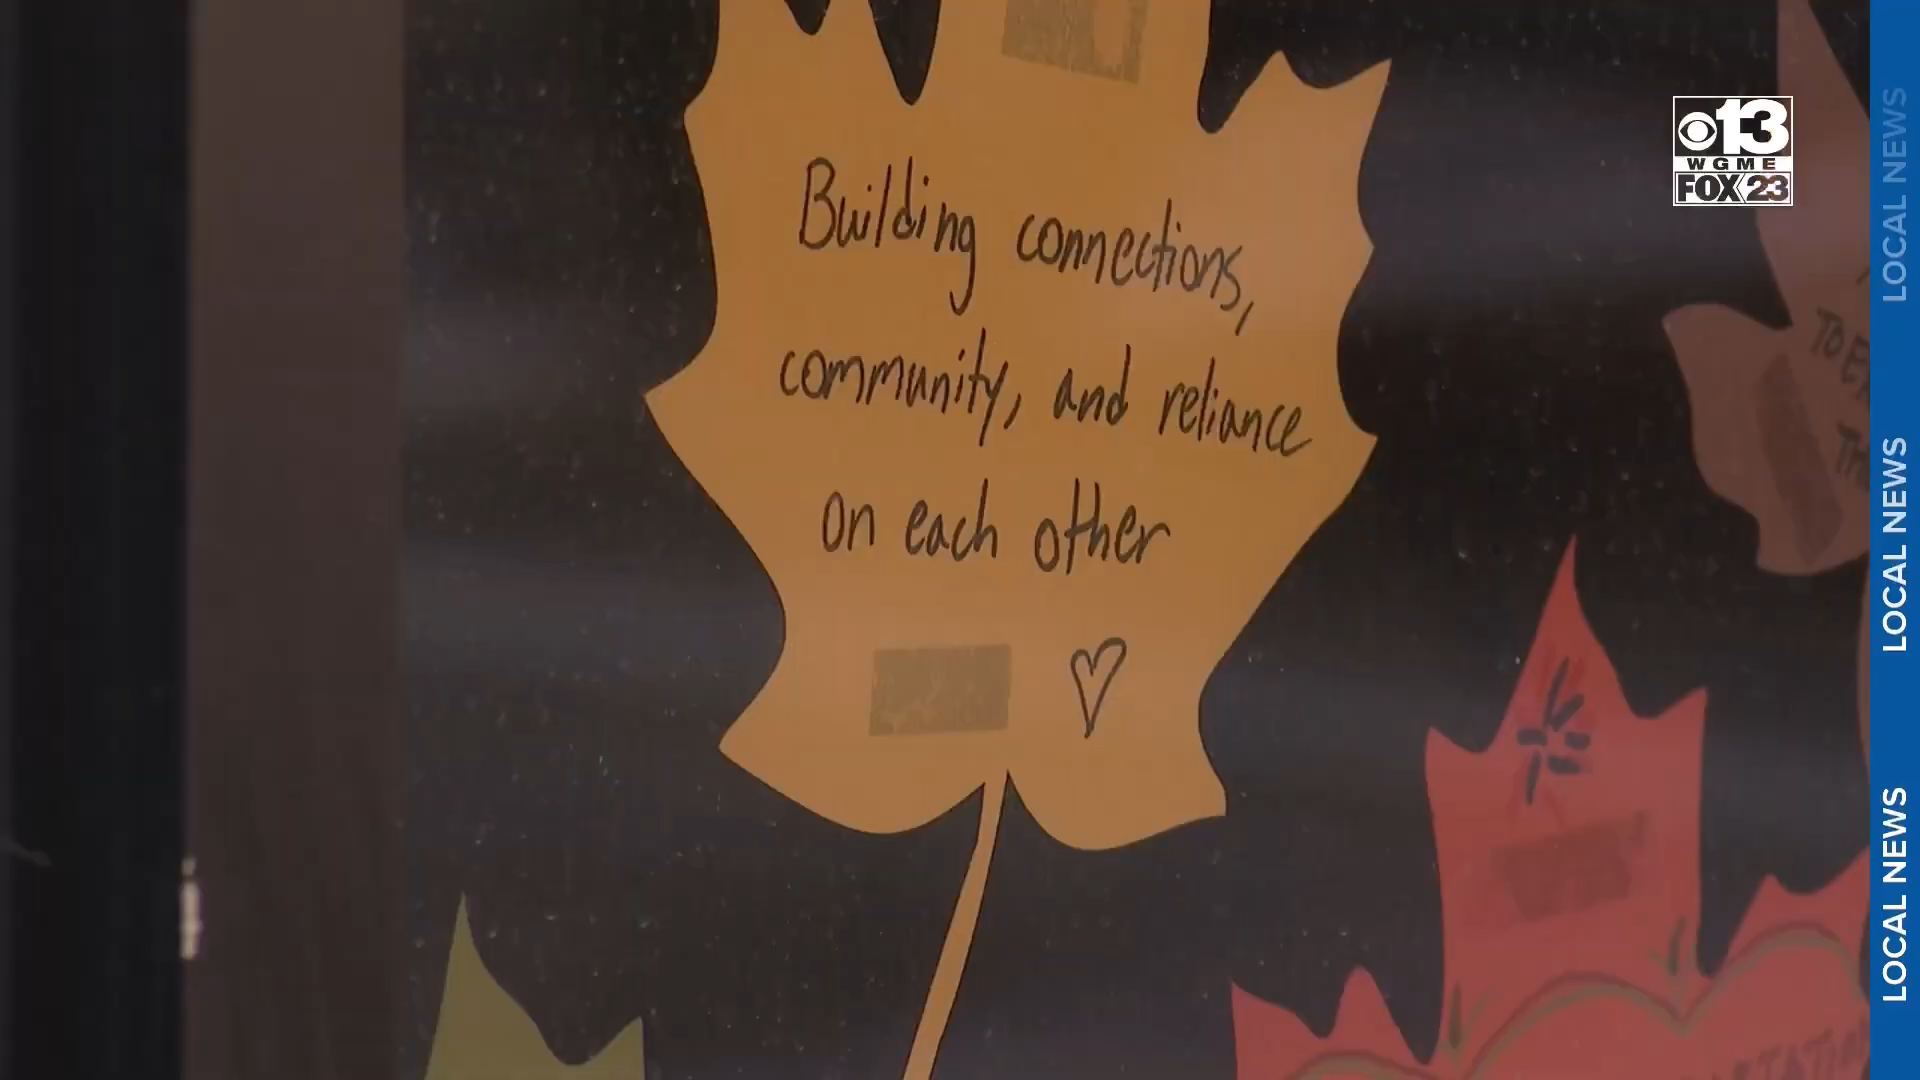 Building connections,
community, and reliance
on each other
13
WGME
FOX 23
LOCAL NEWS
LOCAL NEWS
LOCAL NEWS